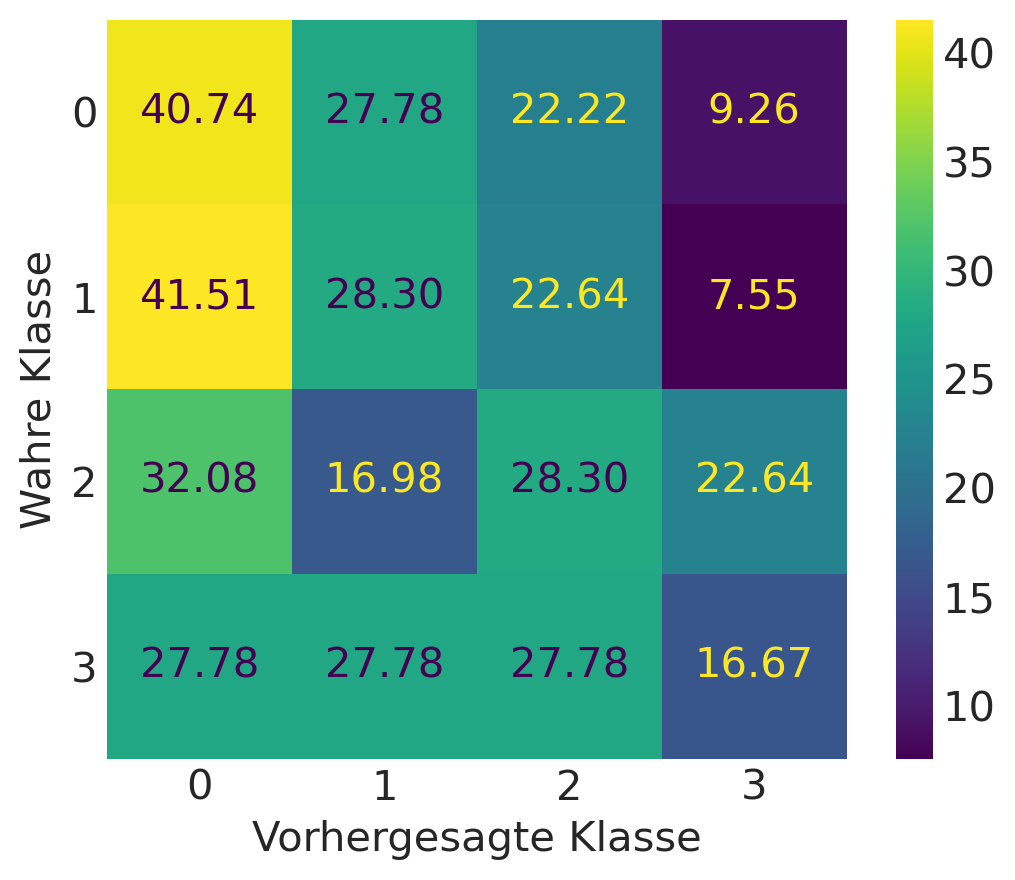 Wahre Klasse
0 40.74 27.78 22.22 9.26
1 41.51 28.30 22.64 7.55
2 32.08 16.98 28.30 22.64
3 27.78 27.78 27.78 16.67
0 1 2 3
Vorhergesagte Klasse
40
35
30
25
20
15
10